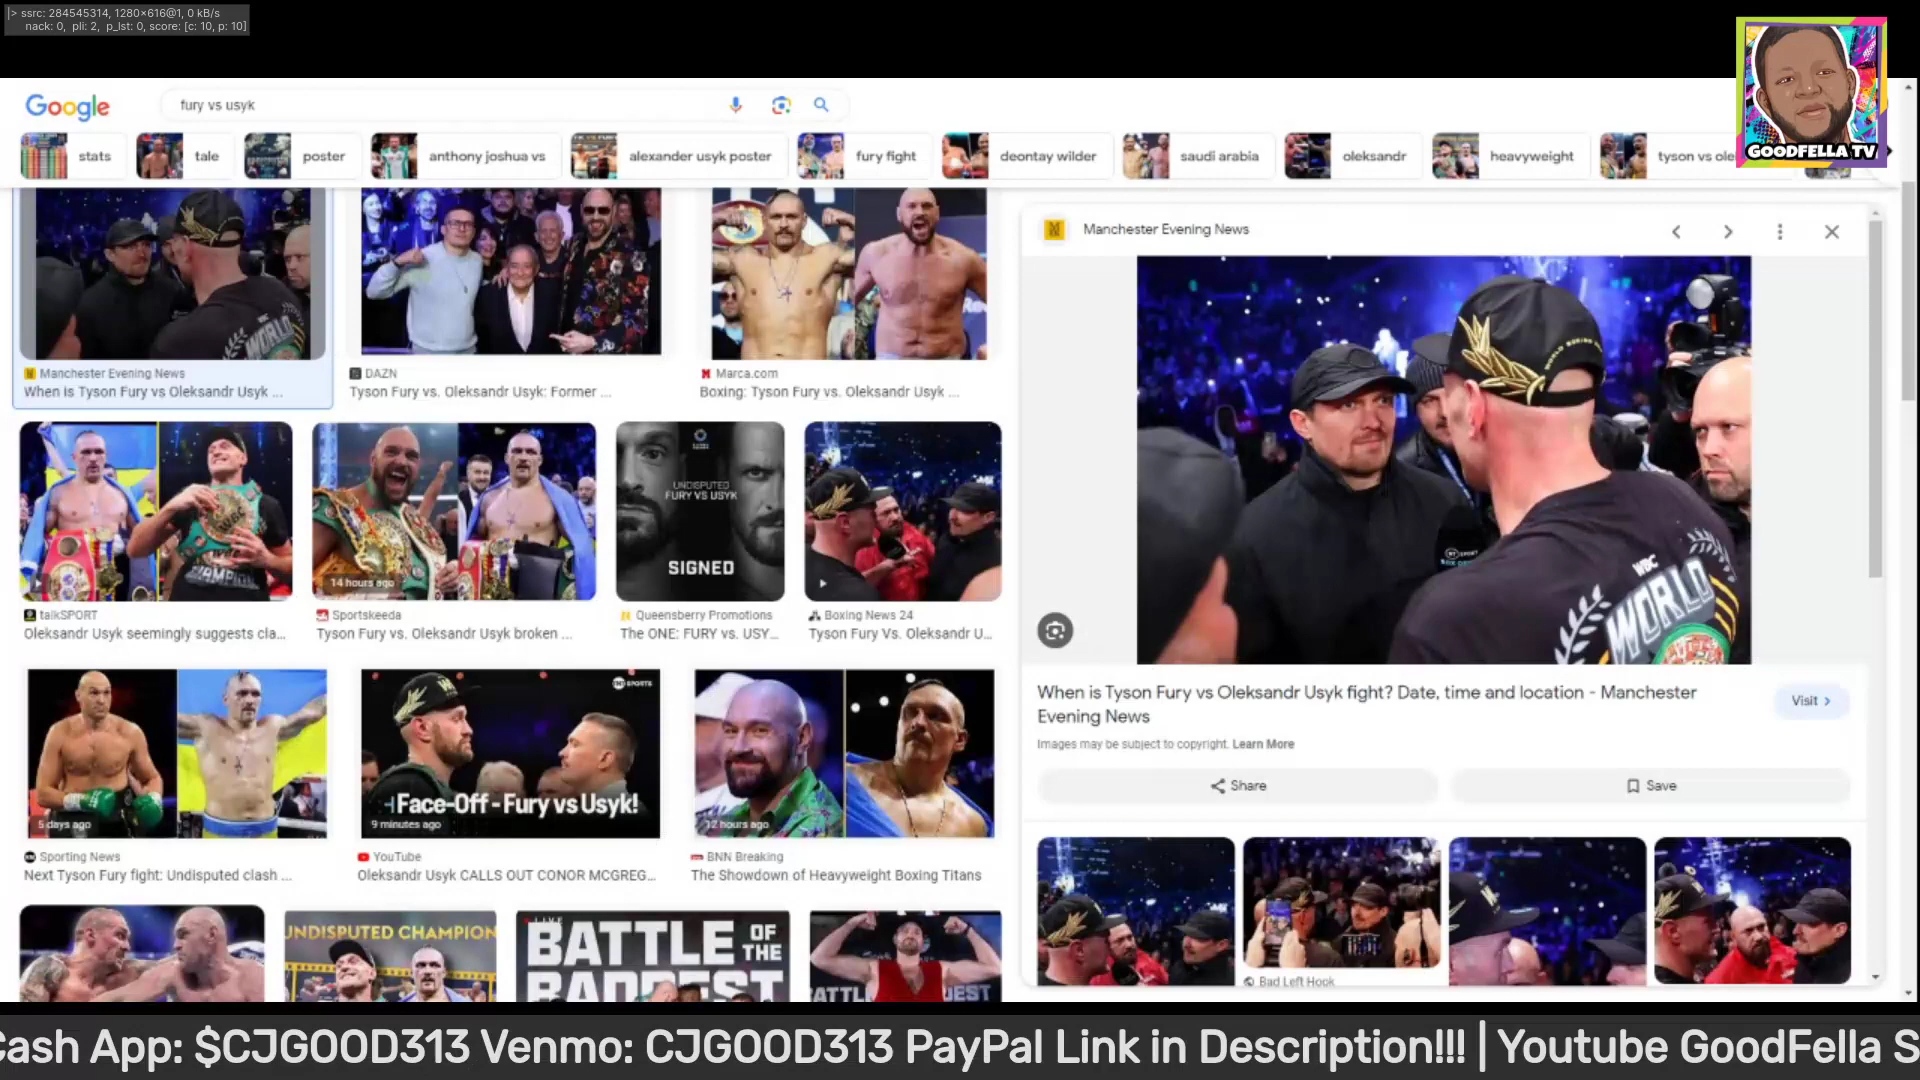 |> ssrc: 284545314, 1280×616@1, 0 kB/s
nack: 0, pli: 2, p_lst: 0, score: [c: 10, p: 10]
GOODFELLA TV
Google
fury vs usyk
stats
tale
poster
anthony joshua vs
alexander usyk poster
fury fight
deontay wilder
saudi arabia
oleksandr
heavyweight
tyson vs ole
Manchester Evening News
When is Tyson Fury vs Oleksandr Usyk ...
DAZN
Tyson Fury vs. Oleksandr Usyk: Former ...
Marca.com
Boxing: Tyson Fury vs. Oleksandr Usyk ...
talkSPORT
Oleksandr Usyk seemingly suggests cla...
14 hours ago
Sportskeeda
Tyson Fury vs. Oleksandr Usyk broken ...
UNDISPUTED
FURY VS USYK
SIGNED
Queensberry Promotions
The ONE: FURY vs. USY...
Boxing News 24
Tyson Fury Vs. Oleksandr U...
5 days ago
Sporting News
Next Tyson Fury fight: Undisputed clash ...
TNT SPORTS
Face-Off - Fury vs Usyk!
9 minutes ago
YouTube
Oleksandr Usyk CALLS OUT CONOR MCGREG...
12 hours ago
BNN Breaking
The Showdown of Heavyweight Boxing Titans
UNDISPUTED CHAMPION
LIVE
BATTLE OF THE
BADDEST
Manchester Evening News
WBC
WORLD
When is Tyson Fury vs Oleksandr Usyk fight? Date, time and location - Manchester
Evening News
Visit
Images may be subject to copyright. Learn More
Share
Save
Bad Left Hook
Cash App: $CJGOOD313 Venmo: CJGOOD313 PayPal Link in Description!!! | Youtube GoodFella S